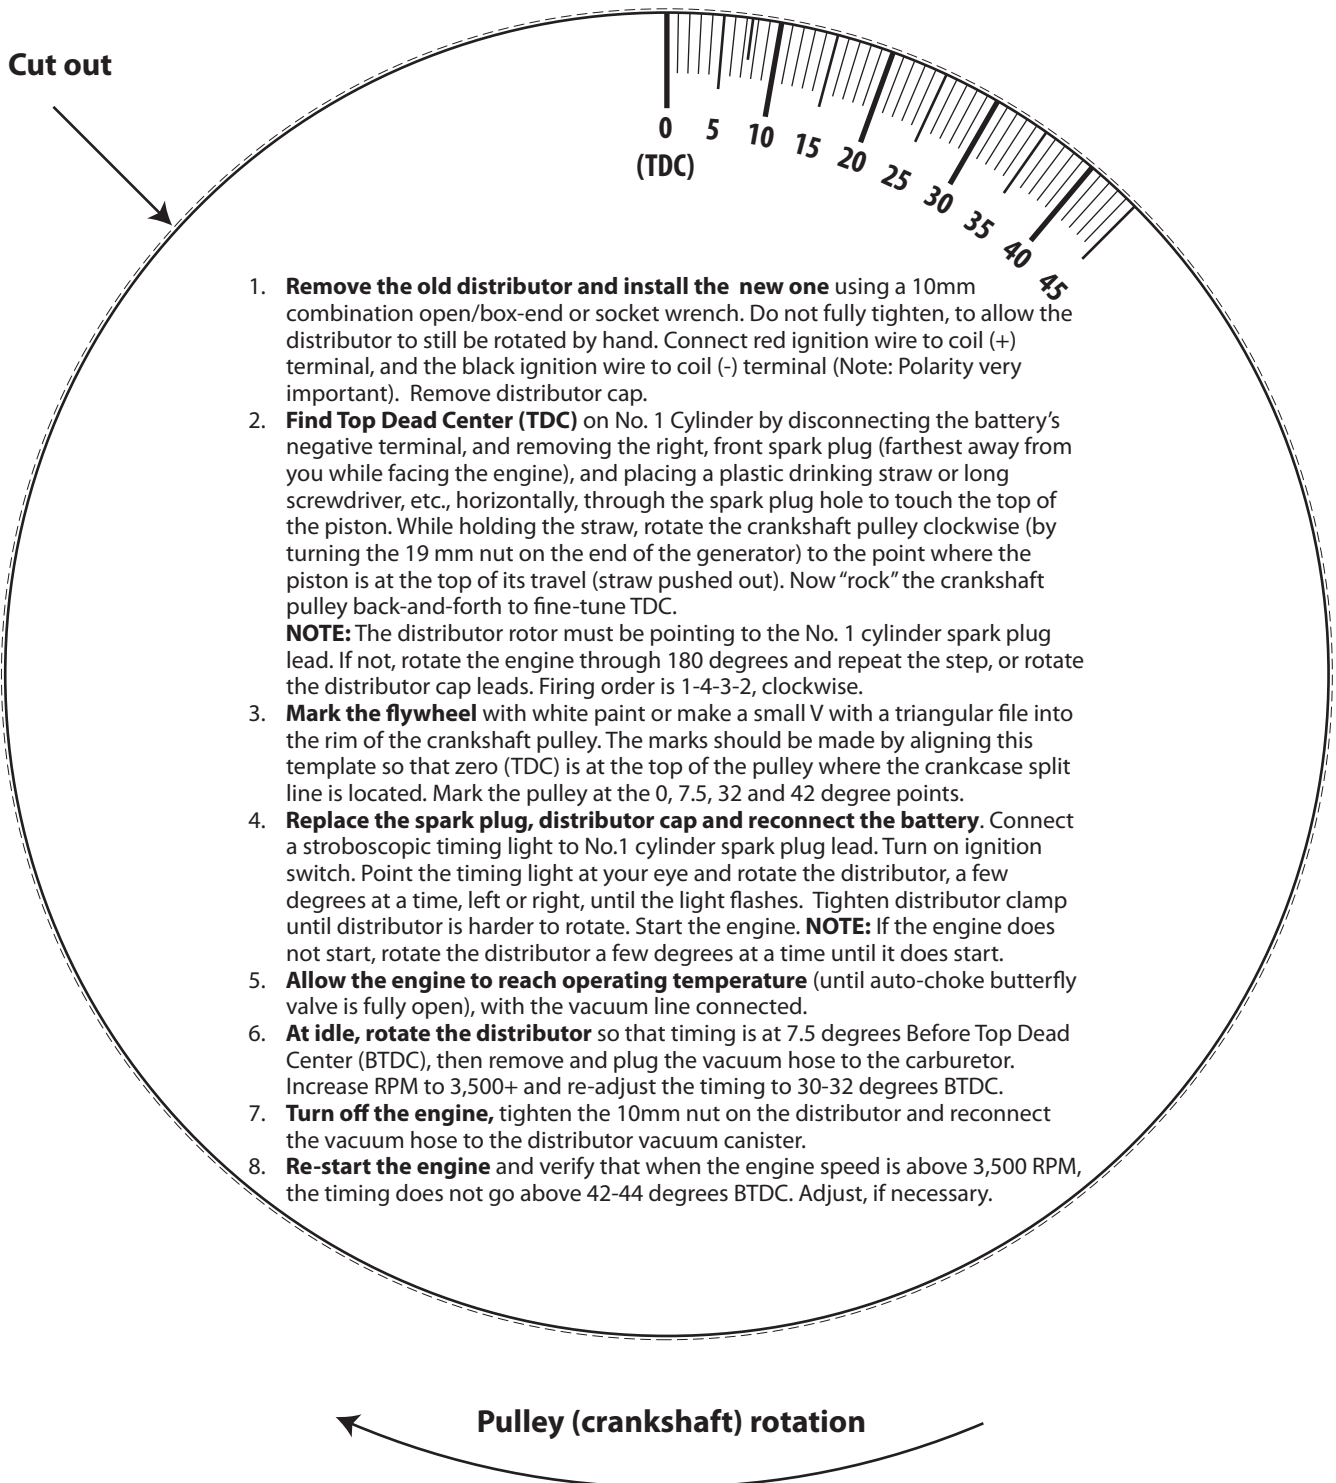 Cut out
0 5 10 15 20 25 30 35 40 45
(TDC)
1. Remove the old distributor and install the  new one using a 10mm
combination open/box-end or socket wrench. Do not fully tighten, to allow the
distributor to still be rotated by hand. Connect red ignition wire to coil (+)
terminal, and the black ignition wire to coil (-) terminal (Note: Polarity very
important).  Remove distributor cap.
2. Find Top Dead Center (TDC) on No. 1 Cylinder by disconnecting the battery’s
negative terminal, and removing the right, front spark plug (farthest away from
you while facing the engine), and placing a plastic drinking straw or long
screwdriver, etc., horizontally, through the spark plug hole to touch the top of
the piston. While holding the straw, rotate the crankshaft pulley clockwise (by
turning the 19 mm nut on the end of the generator) to the point where the
piston is at the top of its travel (straw pushed out). Now “rock” the crankshaft
pulley back-and-forth to fine-tune TDC.
NOTE: The distributor rotor must be pointing to the No. 1 cylinder spark plug
lead. If not, rotate the engine through 180 degrees and repeat the step, or rotate
the distributor cap leads. Firing order is 1-4-3-2, clockwise.
3. Mark the flywheel with white paint or make a small V with a triangular file into
the rim of the crankshaft pulley. The marks should be made by aligning this
template so that zero (TDC) is at the top of the pulley where the crankcase split
line is located. Mark the pulley at the 0, 7.5, 32 and 42 degree points.
4. Replace the spark plug, distributor cap and reconnect the battery. Connect
a stroboscopic timing light to No.1 cylinder spark plug lead. Turn on ignition
switch. Point the timing light at your eye and rotate the distributor, a few
degrees at a time, left or right, until the light flashes.  Tighten distributor clamp
until distributor is harder to rotate. Start the engine. NOTE: If the engine does
not start, rotate the distributor a few degrees at a time until it does start.
5. Allow the engine to reach operating temperature (until auto-choke butterfly
valve is fully open), with the vacuum line connected.
6. At idle, rotate the distributor so that timing is at 7.5 degrees Before Top Dead
Center (BTDC), then remove and plug the vacuum hose to the carburetor.
Increase RPM to 3,500+ and re-adjust the timing to 30-32 degrees BTDC.
7. Turn off the engine, tighten the 10mm nut on the distributor and reconnect
the vacuum hose to the distributor vacuum canister.
8. Re-start the engine and verify that when the engine speed is above 3,500 RPM,
the timing does not go above 42-44 degrees BTDC. Adjust, if necessary.
Pulley (crankshaft) rotation